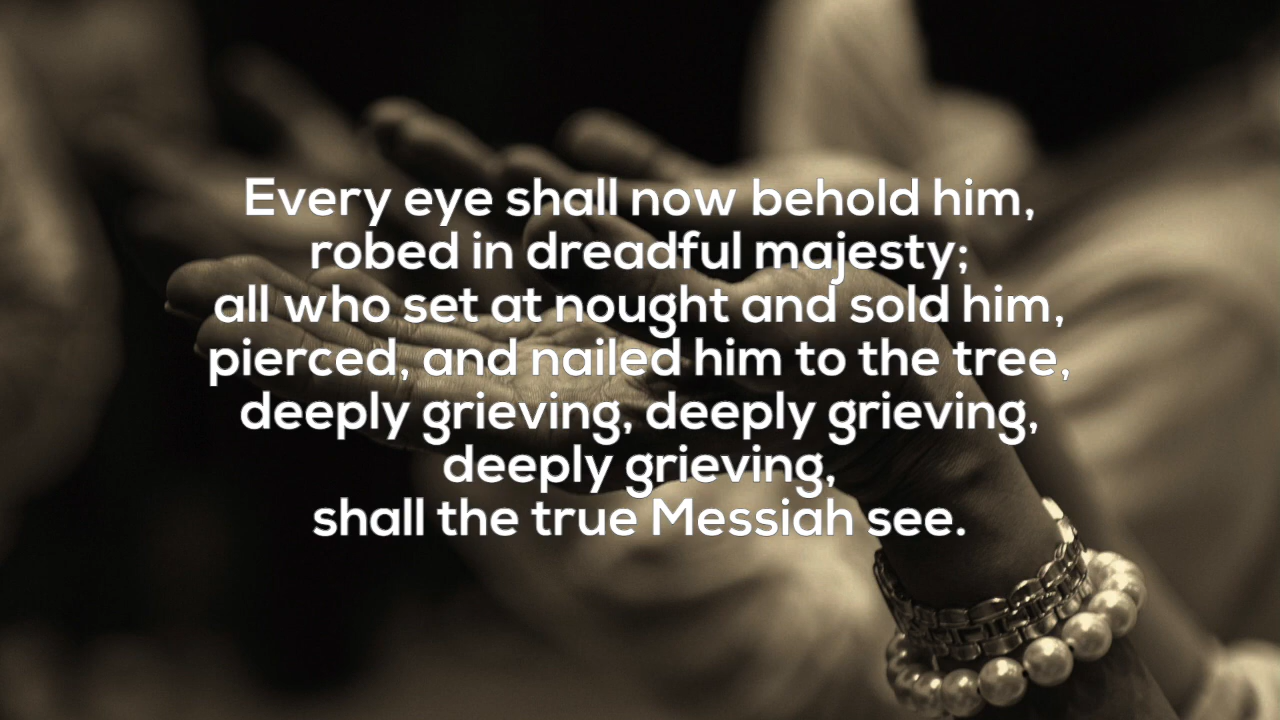 Every eye shall now behold him,
robed in dreadful majesty;
all who set at nought and sold him,
pierced, and nailed him to the tree,
deeply grieving, deeply grieving,
deeply grieving,
shall the true Messiah see.